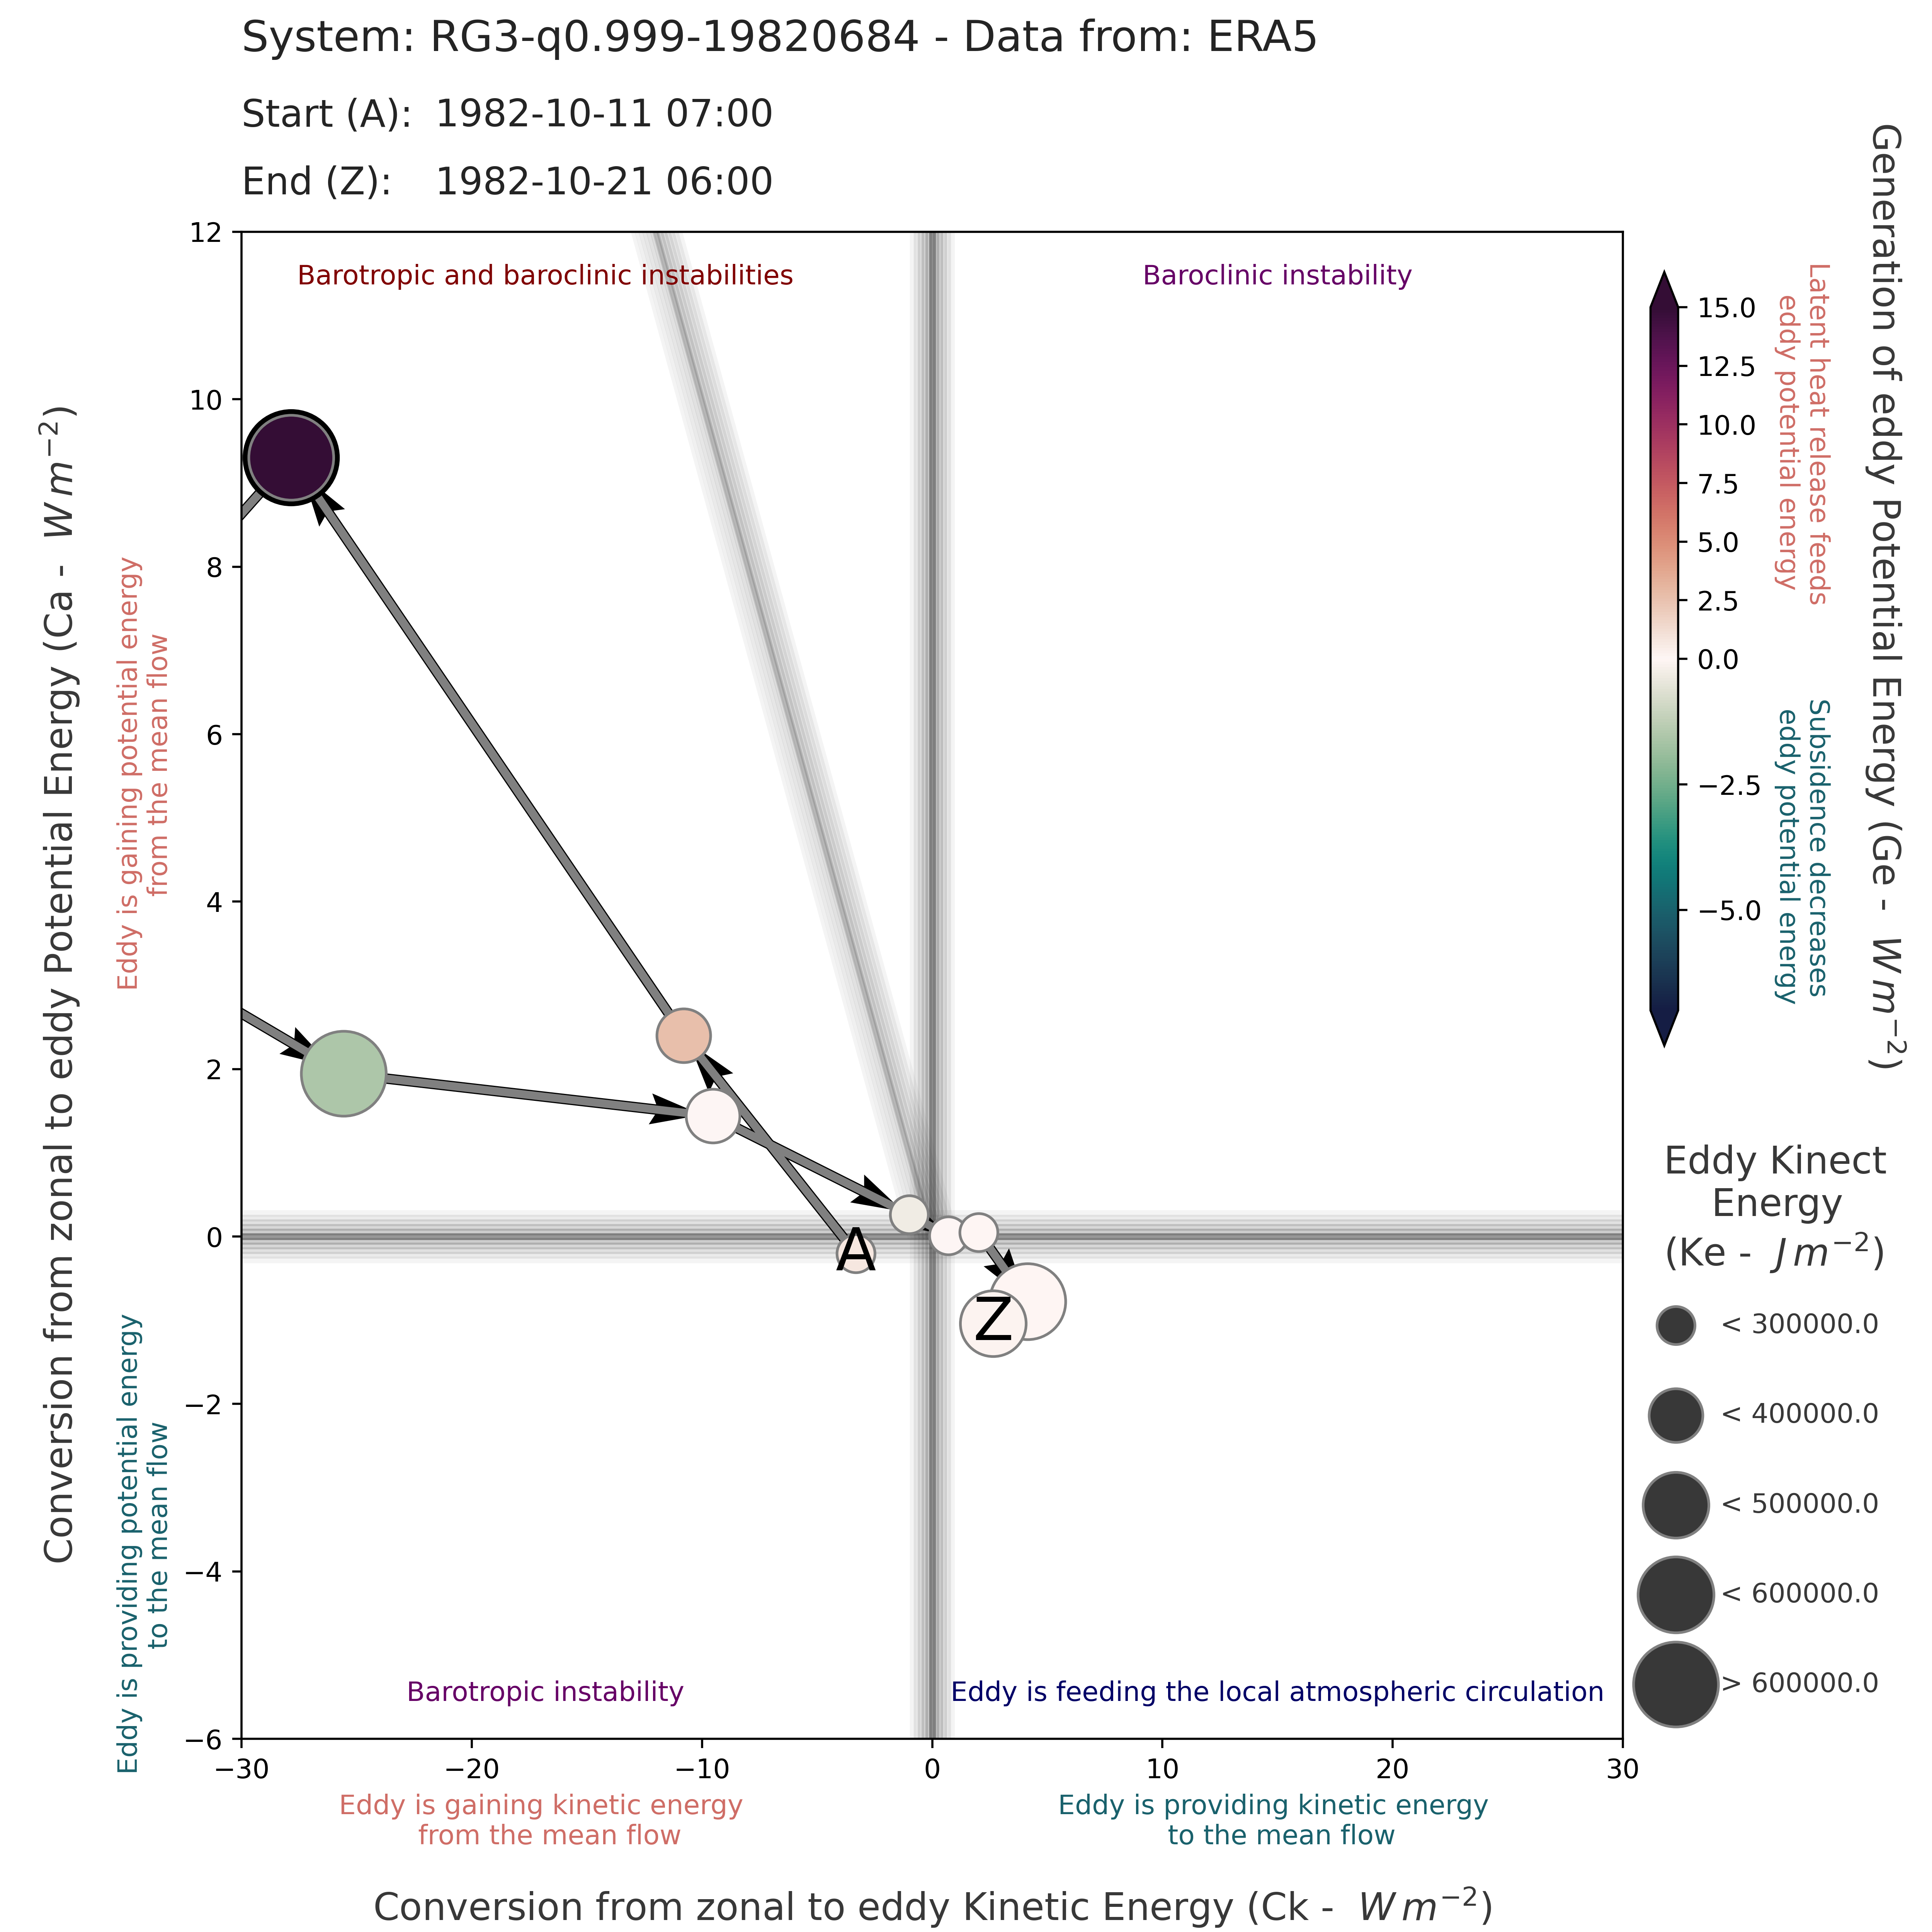 System: RG3-q0.999-19820684 - Data from: ERA5
Start (A): 1982-10-11 07:00
End (Z): 1982-10-21 06:00
Barotropic and baroclinic instabilities
Baroclinic instability
Barotropic instability
Eddy is feeding the local atmospheric circulation
A
Z
12
10
8
6
4
2
0
−2
−4
−6
−30
−20
−10
0
10
20
30
Conversion from zonal to eddy Potential Energy (Ca - W m⁻²)
Eddy is gaining potential energy
from the mean flow
Eddy is providing potential energy
to the mean flow
Eddy is gaining kinetic energy
from the mean flow
Eddy is providing kinetic energy
to the mean flow
Conversion from zonal to eddy Kinetic Energy (Ck - W m⁻²)
15.0
12.5
10.0
7.5
5.0
2.5
0.0
−2.5
−5.0
Latent heat release feeds
eddy potential energy
Subsidence decreases
eddy potential energy
Generation of eddy Potential Energy (Ge - W m⁻²)
Eddy Kinect
Energy
(Ke - J m⁻²)
< 300000.0
< 400000.0
< 500000.0
< 600000.0
> 600000.0